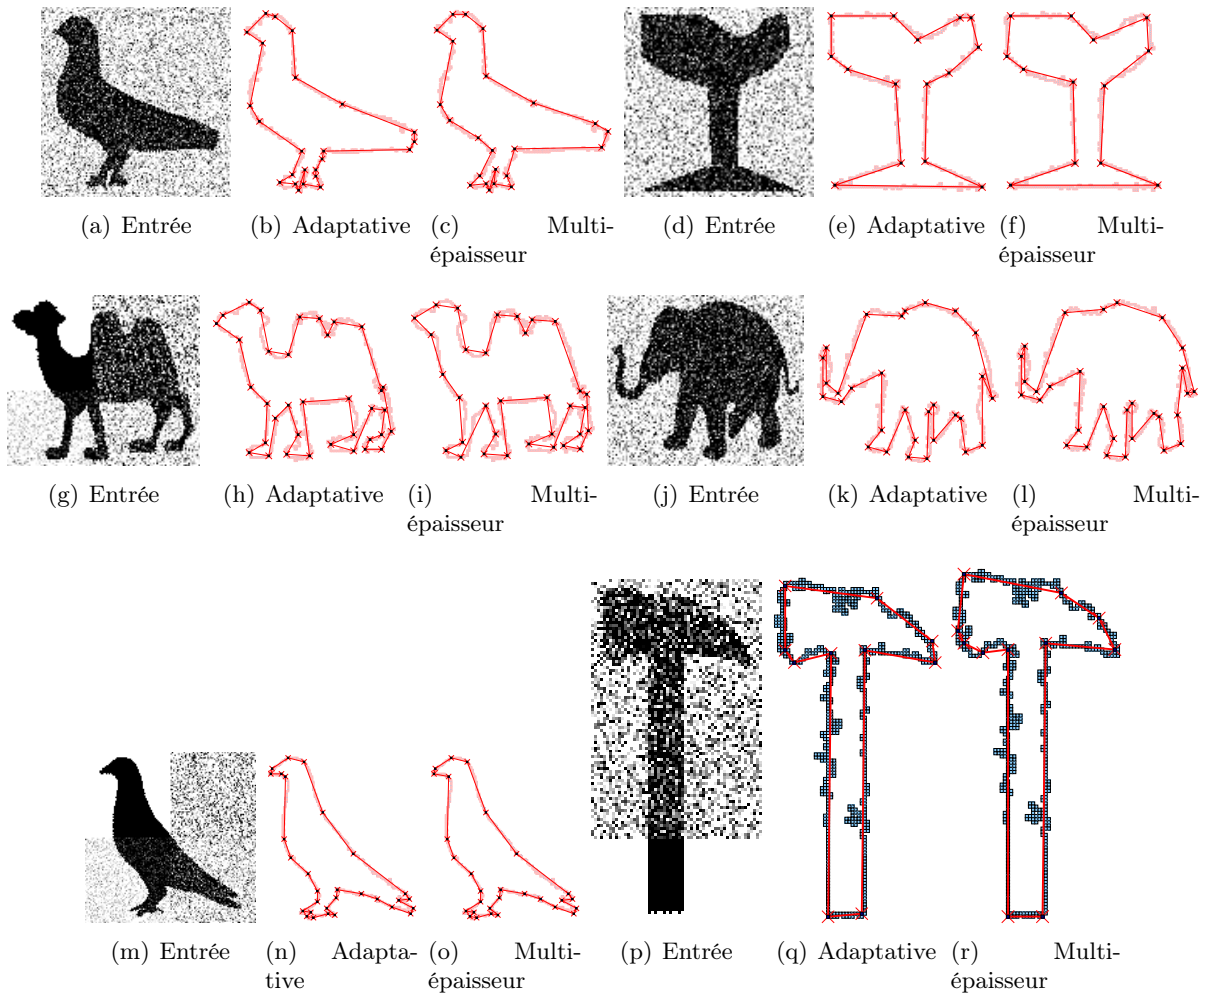 (a) Entrée
(b) Adaptative
(c) Multi-
épaisseur
(d) Entrée
(e) Adaptative
(f) Multi-
épaisseur
(g) Entrée
(h) Adaptative
(i) Multi-
épaisseur
(j) Entrée
(k) Adaptative
(l) Multi-
épaisseur
(m) Entrée
(n) Adapta-
tive
(o) Multi-
épaisseur
(p) Entrée
(q) Adaptative
(r) Multi-
épaisseur